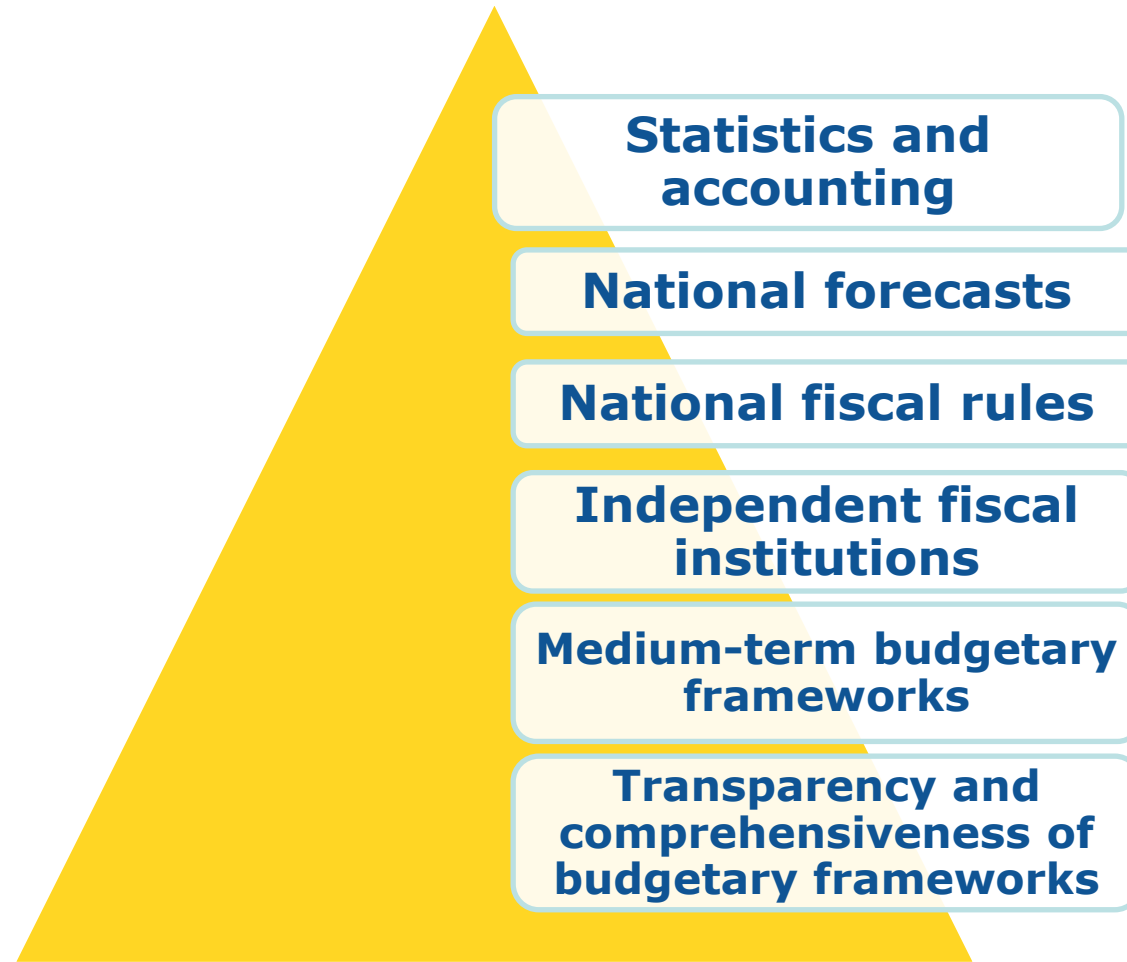 Statistics and
accounting
National forecasts
National fiscal rules
Independent fiscal
institutions
Medium-term budgetary
frameworks
Transparency and
comprehensiveness of
budgetary frameworks